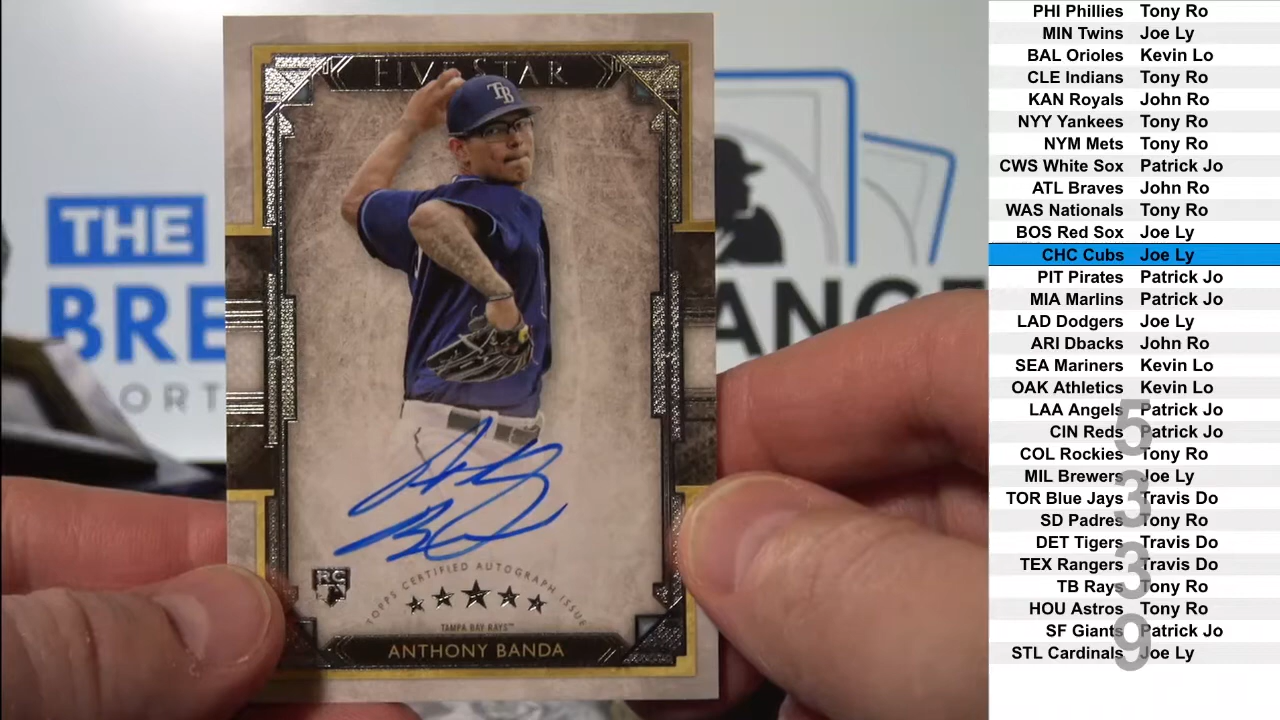 FIVE STAR
TB
THE
BRE
ORT
ANC
RC
TOPPS CERTIFIED AUTOGRAPH ISSUE
TAMPA BAY RAYS™
ANTHONY BANDA
PHI Phillies Tony Ro
MIN Twins Joe Ly
BAL Orioles Kevin Lo
CLE Indians Tony Ro
KAN Royals John Ro
NYY Yankees Tony Ro
NYM Mets Tony Ro
CWS White Sox Patrick Jo
ATL Braves John Ro
WAS Nationals Tony Ro
BOS Red Sox Joe Ly
CHC Cubs Joe Ly
PIT Pirates Patrick Jo
MIA Marlins Patrick Jo
LAD Dodgers Joe Ly
ARI Dbacks John Ro
SEA Mariners Kevin Lo
OAK Athletics Kevin Lo
LAA Angels Patrick Jo
CIN Reds Patrick Jo
COL Rockies Tony Ro
MIL Brewers Joe Ly
TOR Blue Jays Travis Do
SD Padres Tony Ro
DET Tigers Travis Do
TEX Rangers Travis Do
TB Rays Tony Ro
HOU Astros Tony Ro
SF Giants Patrick Jo
STL Cardinals Joe Ly
5
3
3
9